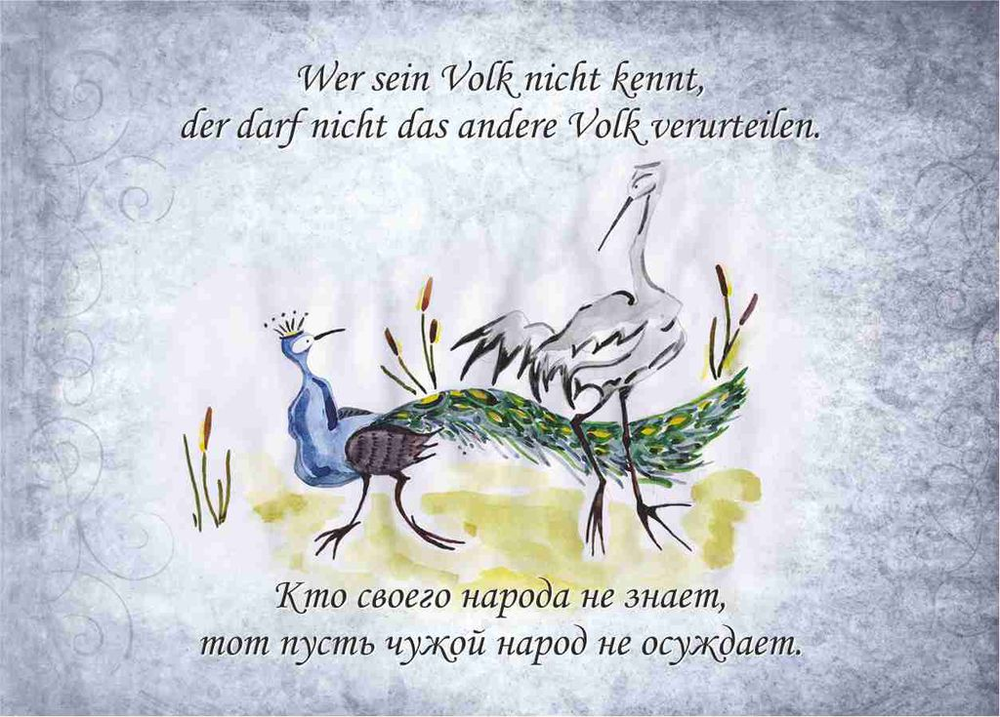 Wer sein Volk nicht kennt,
der darf nicht das andere Volk verurteilen.
Кто своего народа не знает,
тот пусть чужой народ не осуждает.